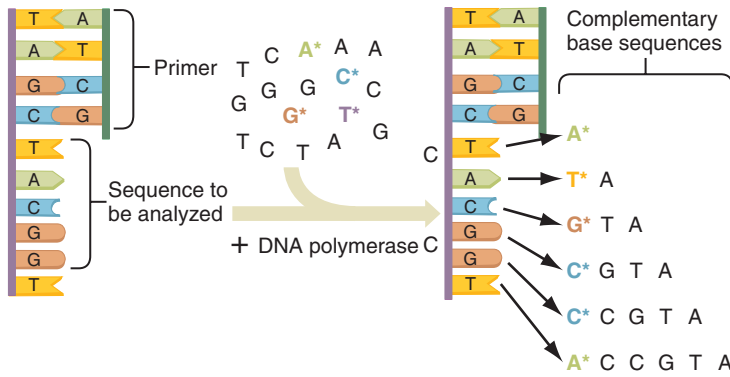 T A
A T
G C
C G
T
A
C
G
G
T
Primer
Sequence to
be analyzed
T C A* A A
G G G C* C
G* T* G
T C T A
+ DNA polymerase
T A
A T
G C
C G
C T
A
C
C G
G
T
Complementary
base sequences
A*
T* A
G* T A
C* G T A
C* C G T A
A* C C G T A